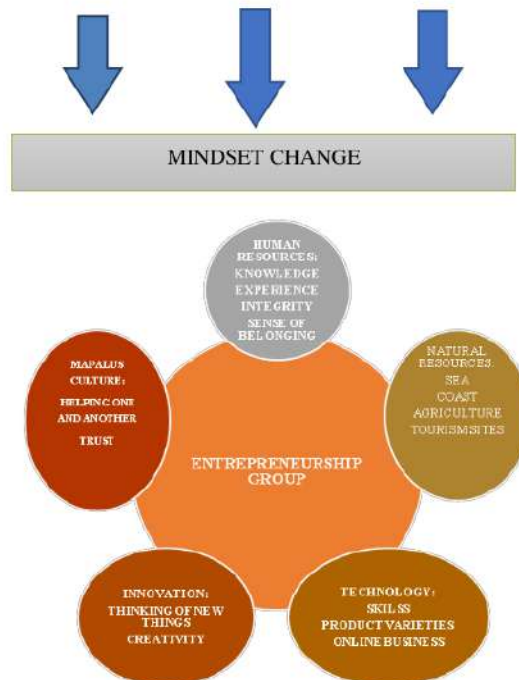 MINDSET CHANGE
HUMAN
RESOURCES:
KNOWLEDGE
EXPERIENCE
INTEGRITY
SENSE OF
BELONGING
MAPALUS
CULTURE:
HELPING ONE
AND ANOTHER
TRUST
NATURAL
RESOURCES:
SEA
COAST
AGRICULTURE
TOURISM SITES
ENTREPRENEURSHIP
GROUP
INNOVATION:
THINKING OF NEW
THINGS
CREATIVITY
TECHNOLOGY:
SKILSS
PRODUCT VARIETIES
ONLINE BUSINESS